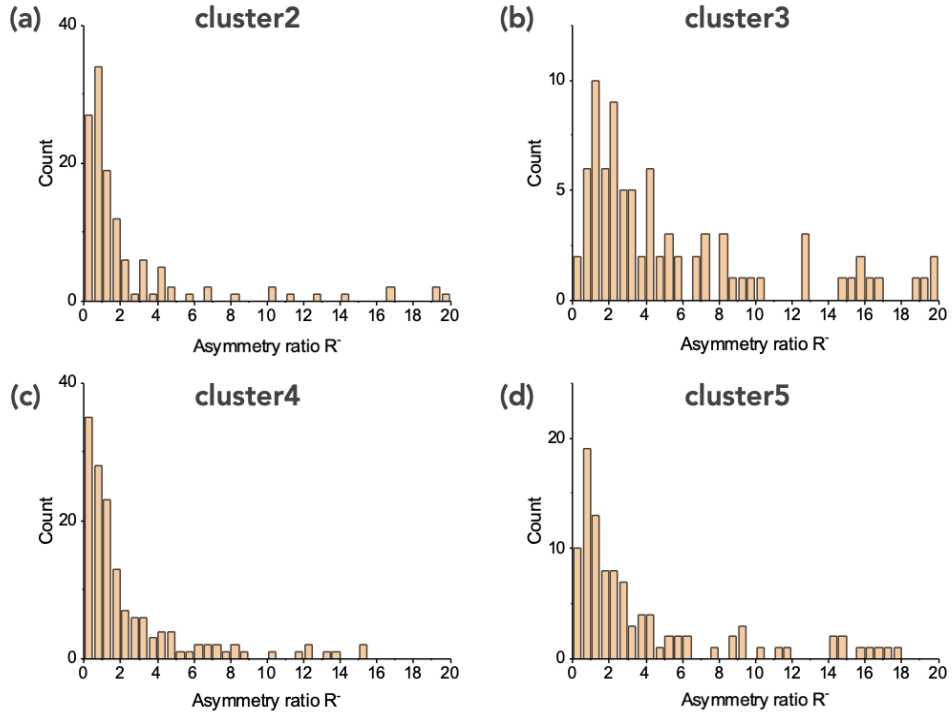 (a) cluster2
40
20
0
Count
0 2 4 6 8 10 12 14 16 18 20
Asymmetry ratio R⁻
(b) cluster3
10
5
0
Count
0 2 4 6 8 10 12 14 16 18 20
Asymmetry ratio R⁻
(c) cluster4
40
20
0
Count
0 2 4 6 8 10 12 14 16 18 20
Asymmetry ratio R⁻
(d) cluster5
20
10
0
Count
0 2 4 6 8 10 12 14 16 18 20
Asymmetry ratio R⁻